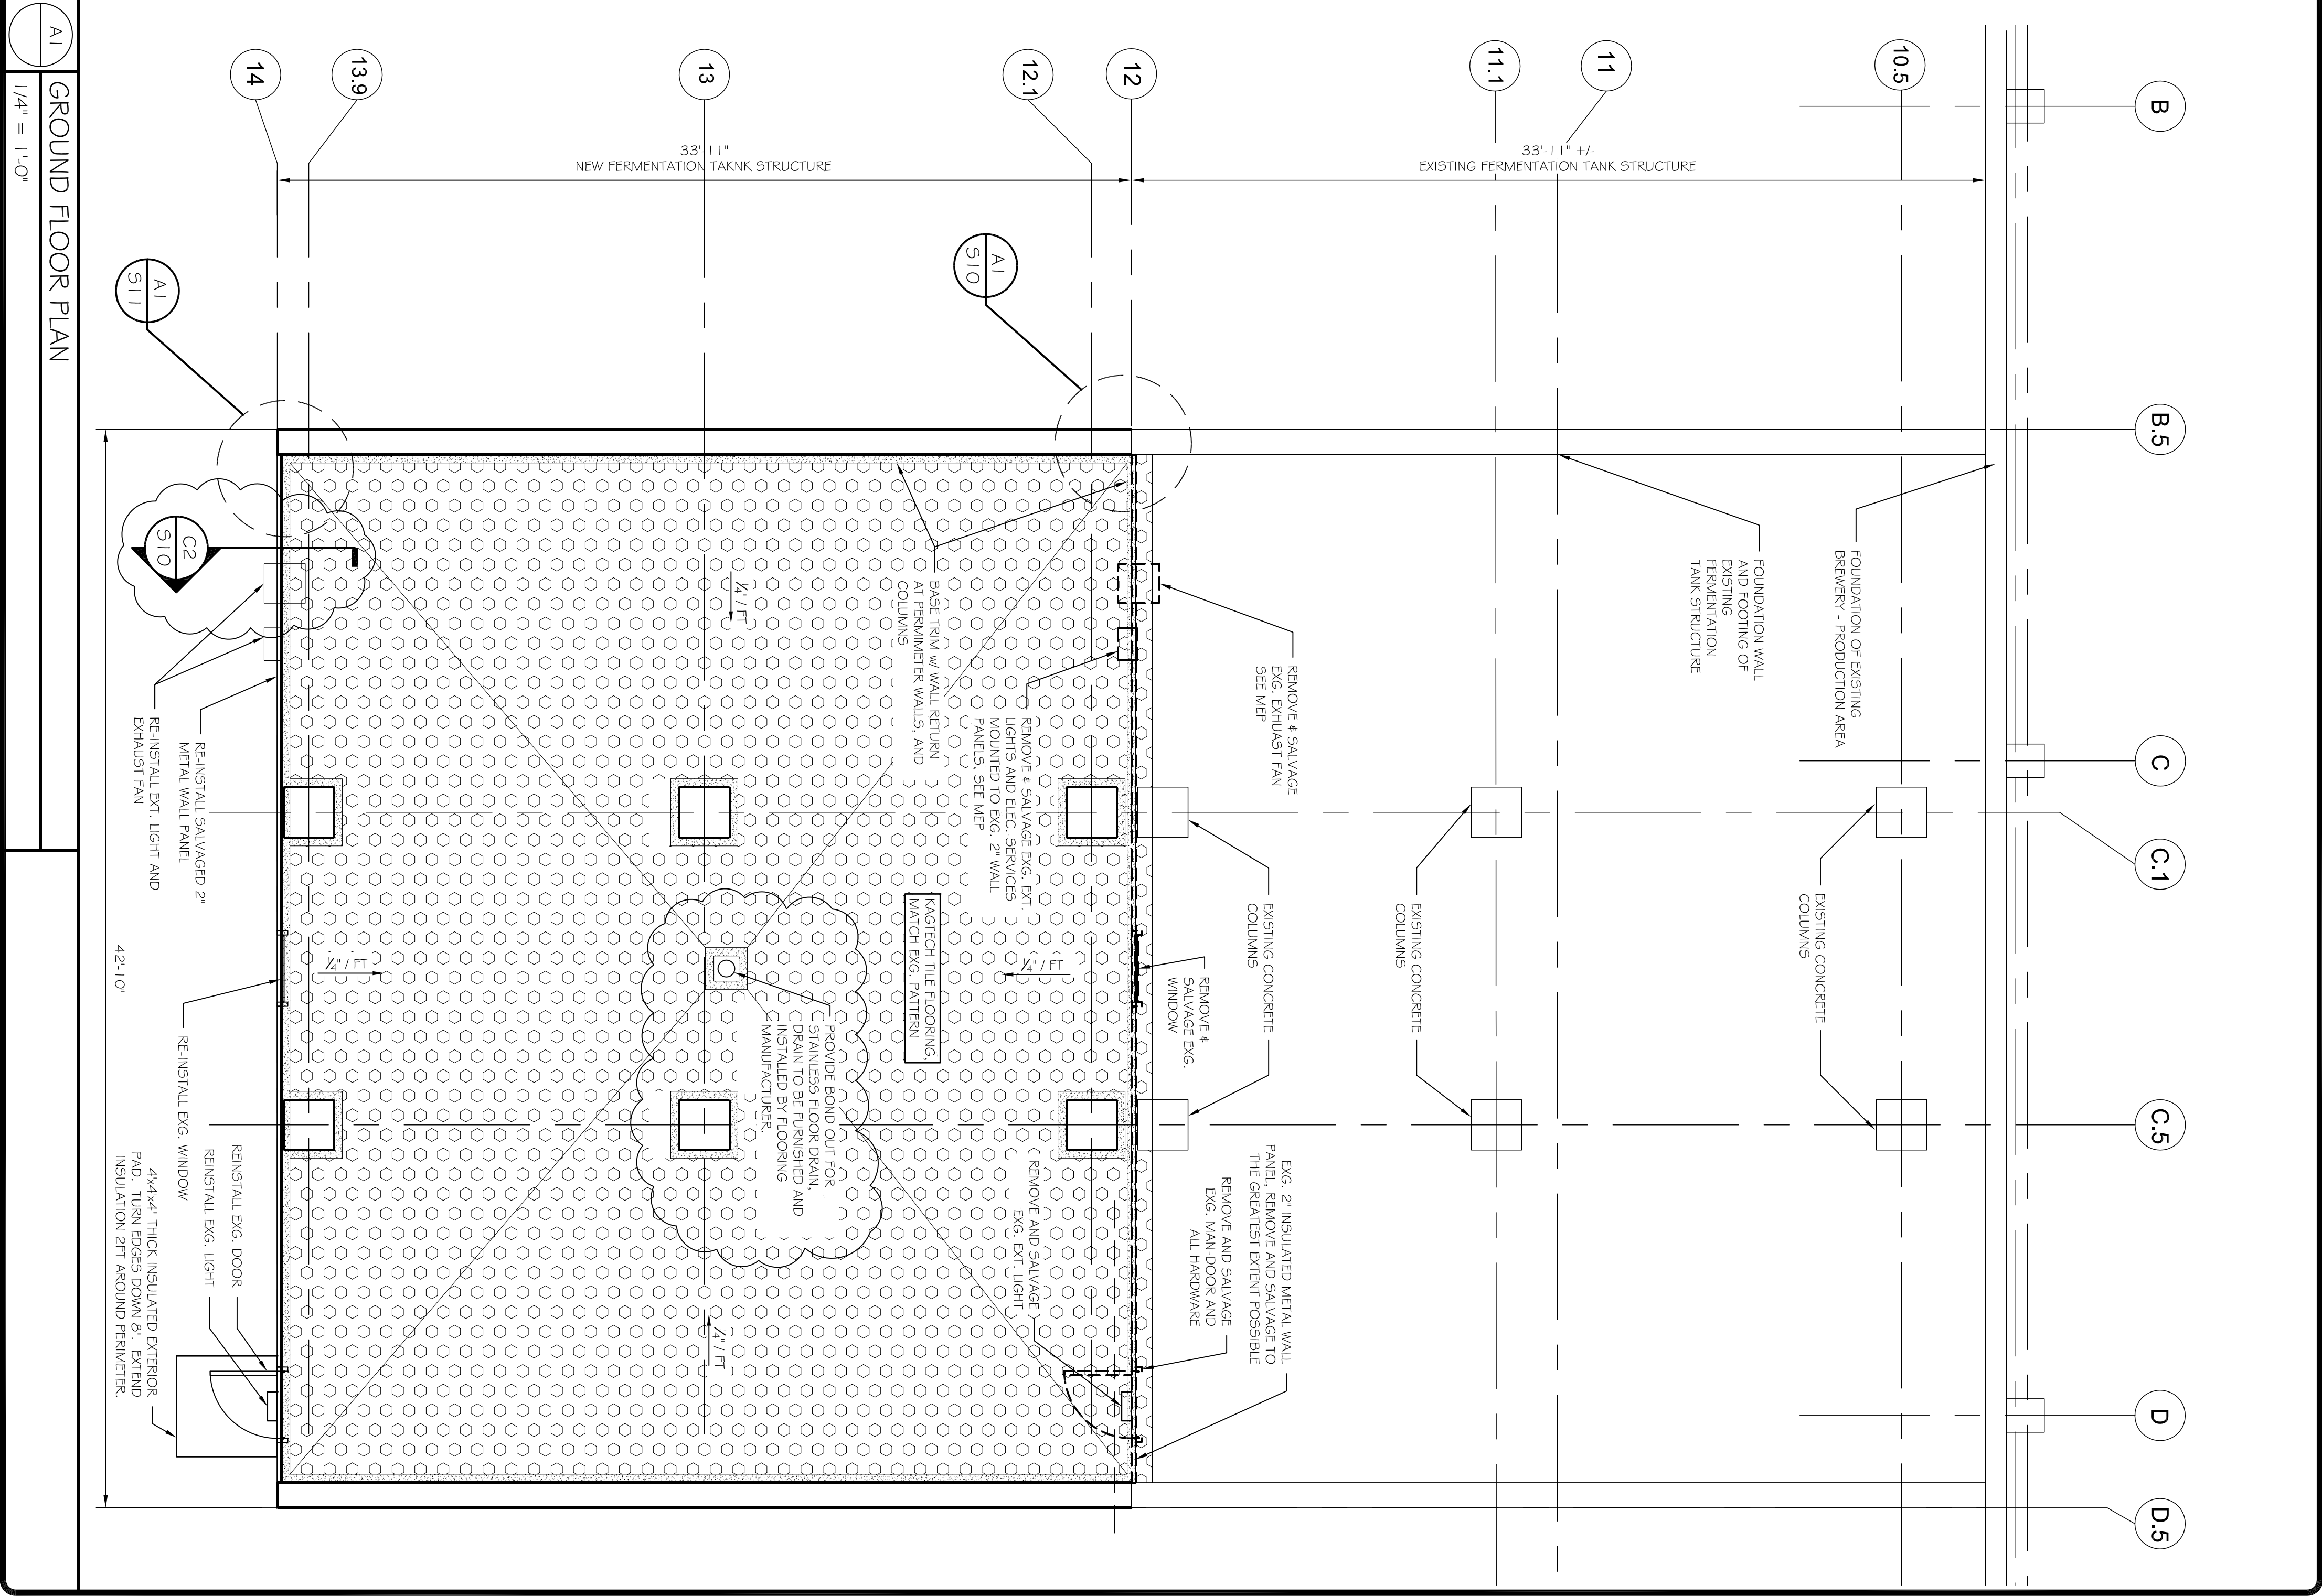 B
B.5
C
C.1
C.5
D
D.5
10.5
11
11.1
12
12.1
13
13.9
14
33'-11" +/-
EXISTING FERMENTATION TANK STRUCTURE
33'-11"
NEW FERMENTATION TAKNK STRUCTURE
FOUNDATION OF EXISTING
BREWERY - PRODUCTION AREA
FOUNDATION WALL
AND FOOTING OF
EXISTING
FERMENTATION
TANK STRUCTURE
EXISTING CONCRETE
COLUMNS
EXISTING CONCRETE
COLUMNS
EXISTING CONCRETE
COLUMNS
REMOVE & SALVAGE
EXG. EXHUAST FAN
SEE MEP
REMOVE &
SALVAGE EXG.
WINDOW
EXG. 2" INSULATED METAL WALL
PANEL, REMOVE AND SALVAGE TO
THE GREATEST EXTENT POSSIBLE
REMOVE AND SALVAGE
EXG. MAN-DOOR AND
ALL HARDWARE
REMOVE AND SALVAGE
EXG. EXT. LIGHT
REMOVE & SALVAGE EXG. EXT.
LIGHTS AND ELEC. SERVICES
MOUNTED TO EXG. 2" WALL
PANELS, SEE MEP
BASE TRIM w/ WALL RETURN
AT PERMIMETER WALLS, AND
COLUMNS
KAGTECH TILE FLOORING,
MATCH EXG. PATTERN
PROVIDE BOND OUT FOR
STAINLESS FLOOR DRAIN,
DRAIN TO BE FURNISHED AND
INSTALLED BY FLOORING
MANUFACTURER.
1/4" / FT
1/4" / FT
1/4" / FT
1/4" / FT
A1
S10
A1
S11
C2
S10
RE-INSTALL SALVAGED 2"
METAL WALL PANEL
RE-INSTALL EXT. LIGHT AND
EXHAUST FAN
RE-INSTALL EXG. WINDOW
REINSTALL EXG. DOOR
REINSTALL EXG. LIGHT
4'x4'x4" THICK INSULATED EXTERIOR
PAD. TURN EDGES DOWN 8". EXTEND
INSULATION 2FT AROUND PERIMETER.
42'-10"
A1
GROUND FLOOR PLAN
1/4" = 1'-0"